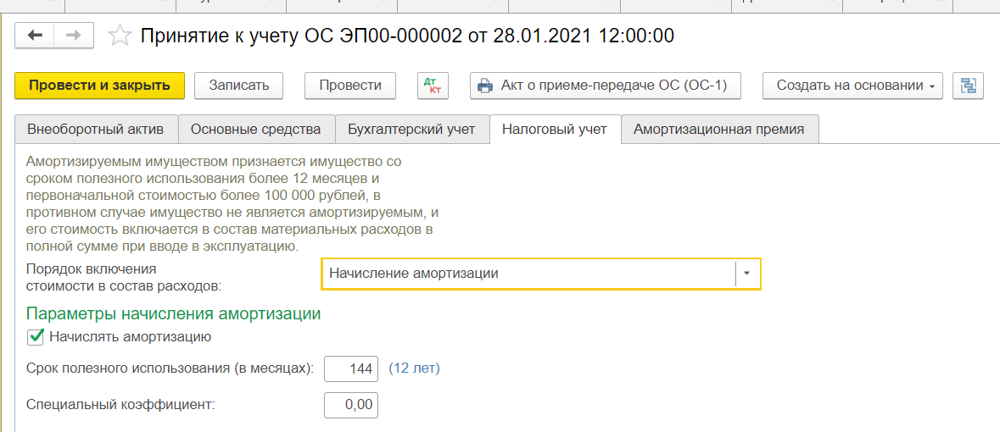 Принятие к учету ОС ЭП00-000002 от 28.01.2021 12:00:00
Провести и закрыть Записать Провести Дт Кт Акт о приеме-передаче ОС (ОС-1) Создать на основании
Внеоборотный актив Основные средства Бухгалтерский учет Налоговый учет Амортизационная премия
Амортизируемым имуществом признается имущество со
сроком полезного использования более 12 месяцев и
первоначальной стоимостью более 100 000 рублей, в
противном случае имущество не является амортизируемым, и
его стоимость включается в состав материальных расходов в
полной сумме при вводе в эксплуатацию.
Порядок включения
стоимости в состав расходов: Начисление амортизации
Параметры начисления амортизации
Начислять амортизацию
Срок полезного использования (в месяцах): 144 (12 лет)
Специальный коэффициент: 0,00